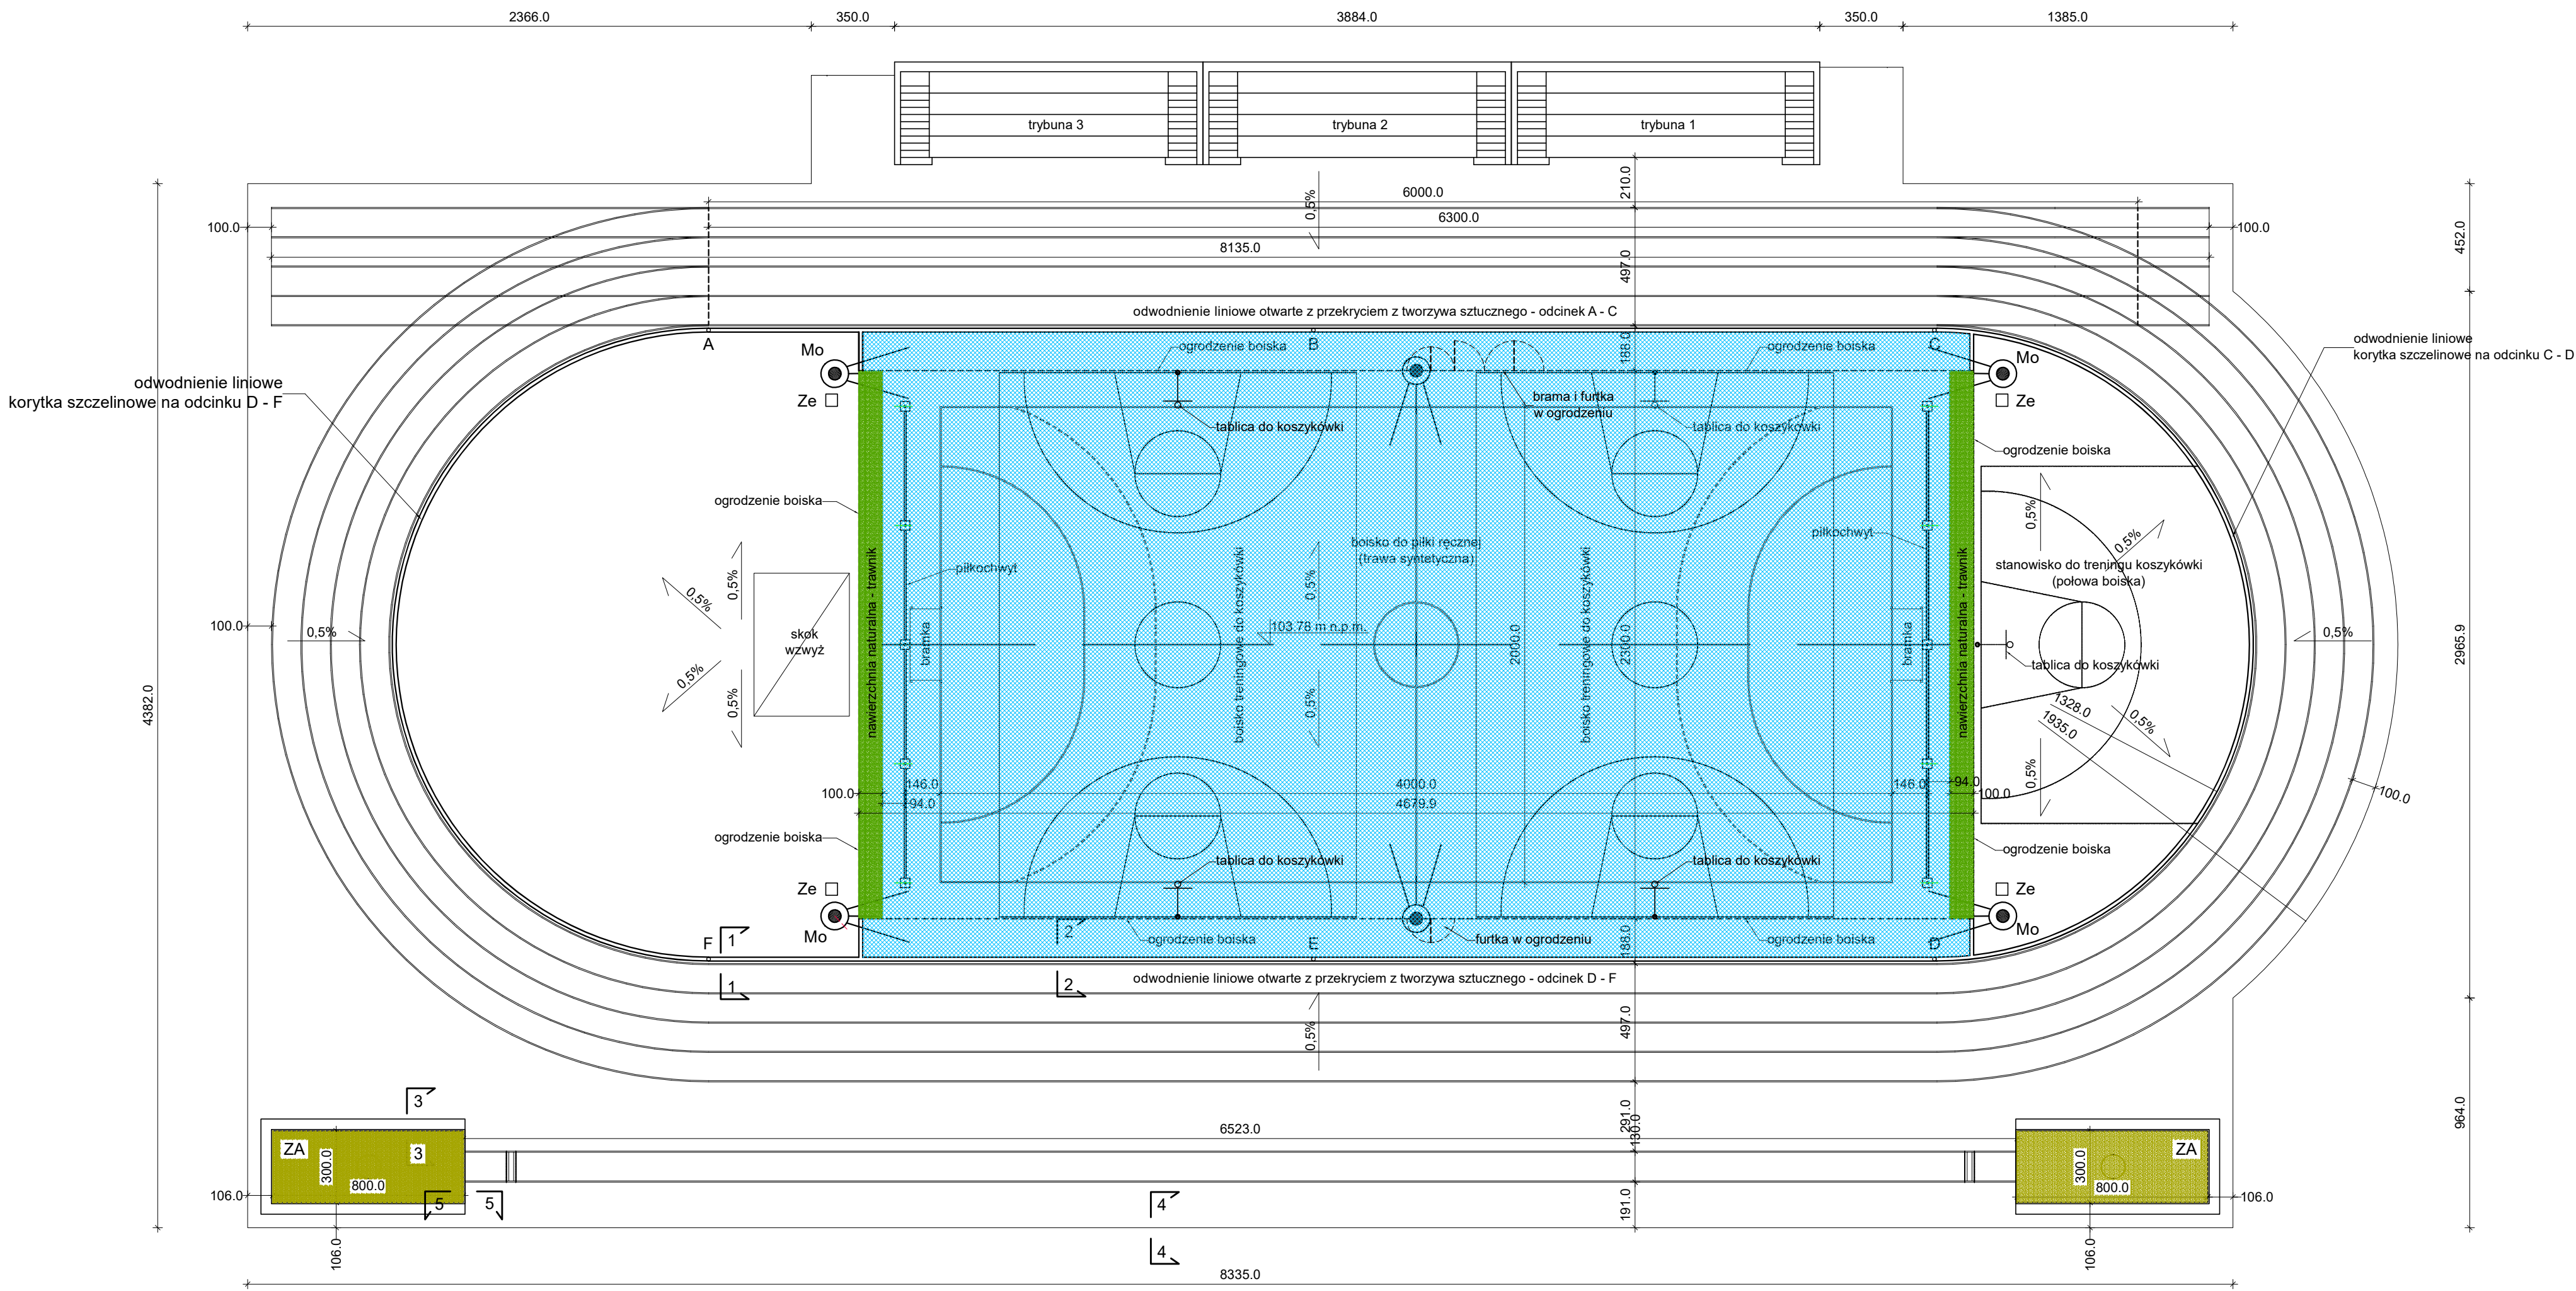 2366.0
350.0
3884.0
350.0
1385.0
trybuna 3
trybuna 2
trybuna 1
210.0
0,5%
6000.0
6300.0
8135.0
100.0
100.0
452.0
497.0
odwodnienie liniowe otwarte z przekryciem z tworzywa sztucznego - odcinek A - C
A
B
C
Mo
Mo
Ze
Ze
188.0
ogrodzenie boiska
ogrodzenie boiska
odwodnienie liniowe
korytka szczelinowe na odcinku D - F
odwodnienie liniowe
korytka szczelinowe na odcinku C - D
brama i furtka
w ogrodzeniu
tablica do koszykówki
tablica do koszykówki
ogrodzenie boiska
ogrodzenie boiska
piłkochwyt
piłkochwyt
boisko do piłki ręcznej
(trawa syntetyczna)
boisko treningowe do koszykówki
boisko treningowe do koszykówki
nawierzchnia naturalna - trawnik
nawierzchnia naturalna - trawnik
stanowisko do treningu koszykówki
(połowa boiska)
0,5%
0,5%
0,5%
0,5%
0,5%
0,5%
0,5%
0,5%
0,5%
0,5%
0,5%
0,5%
skok
wzwyż
bramka
bramka
103.78 m n.p.m.
2000.0
2300.0
100.0
4382.0
2965.9
tablica do koszykówki
1328.0
1935.0
100.0
146.0
94.0
4000.0
4679.9
146.0
94.0
100.0
100.0
ogrodzenie boiska
ogrodzenie boiska
tablica do koszykówki
tablica do koszykówki
Ze
Ze
Mo
Mo
F
E
D
1
1
2
2
ogrodzenie boiska
furtka w ogrodzeniu
ogrodzenie boiska
188.0
odwodnienie liniowe otwarte z przekryciem z tworzywa sztucznego - odcinek D - F
0,5%
497.0
291.0
130.0
191.0
964.0
3
3
ZA
ZA
300.0
800.0
300.0
800.0
6523.0
5
5
4
4
106.0
106.0
106.0
106.0
8335.0